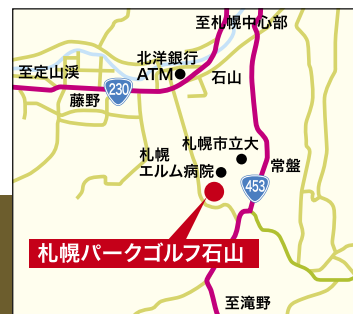 至札幌中心部
北洋銀行
ATM
至定山渓
石山
230
藤野
札幌市立大
札幌
エルム病院
常盤
453
札幌パークゴルフ石山
至滝野